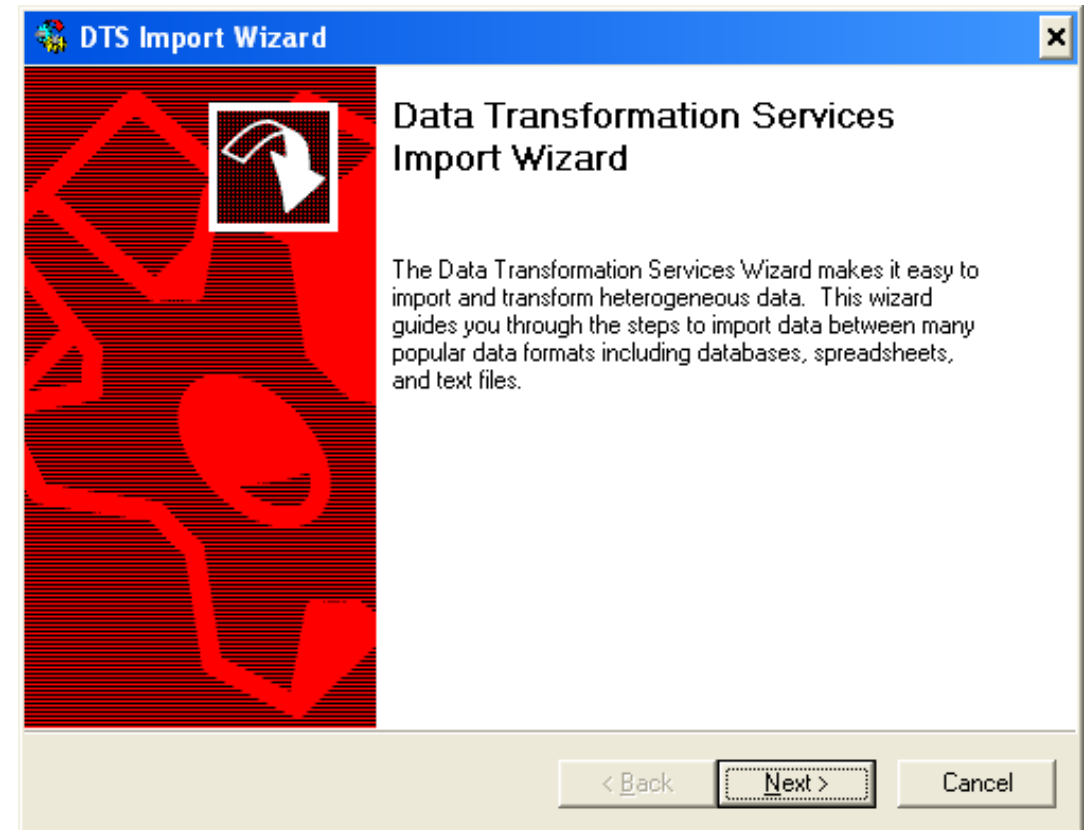 DTS Import Wizard
Data Transformation Services
Import Wizard
The Data Transformation Services Wizard makes it easy to
import and transform heterogeneous data.  This wizard
guides you through the steps to import data between many
popular data formats including databases, spreadsheets,
and text files.
< Back
Next >
Cancel